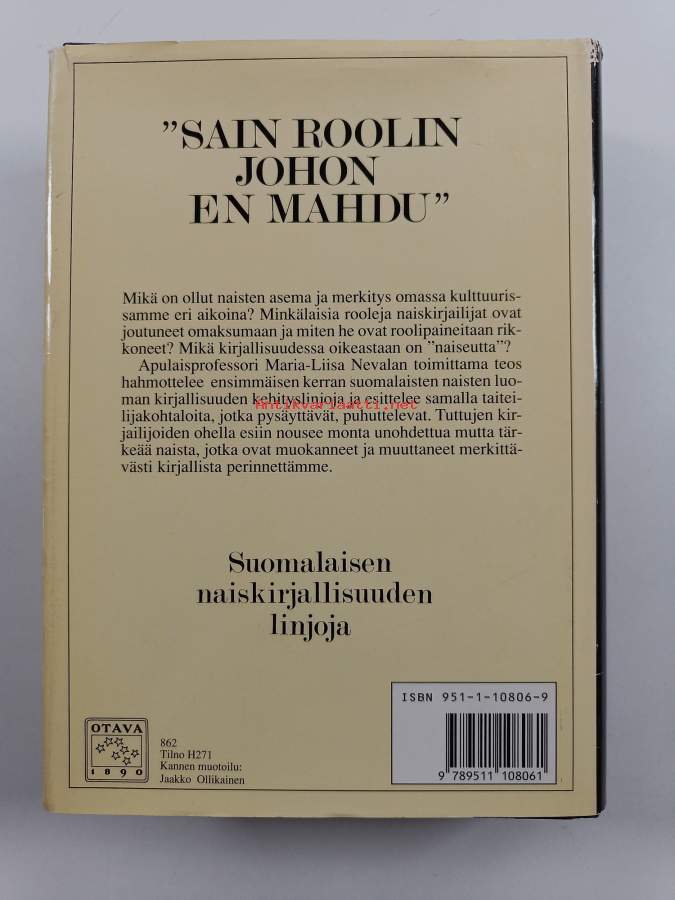 ”SAIN ROOLIN
JOHON
EN MAHDU”
Mikä on ollut naisten asema ja merkitys omassa kulttuuris-
samme eri aikoina? Minkälaisia rooleja naiskirjailijat ovat
joutuneet omaksumaan ja miten he ovat roolipaineitaan rik-
koneet? Mikä kirjallisuudessa oikeastaan on ”naiseutta”?
Apulaisprofessori Maria-Liisa Nevalan toimittama teos
hahmottelee ensimmäisen kerran suomalaisten naisten luo-
man kirjallisuuden kehityslinjoja ja esittelee samalla taitei-
lijakohtaloita, jotka pysäyttävät, puhuttelevat. Tuttujen kir-
jailijoiden ohella esiin nousee monta unohdettua mutta tär-
keää naista, jotka ovat muokanneet ja muuttaneet merkittä-
västi kirjallista perinnettämme.
Antikvariaatti.net
Suomalaisen
naiskirjallisuuden
linjoja
ISBN 951-1-10806-9
9 789511 108061
OTAVA
1890
862
Tilno H271
Kannen muotoilu:
Jaakko Ollikainen